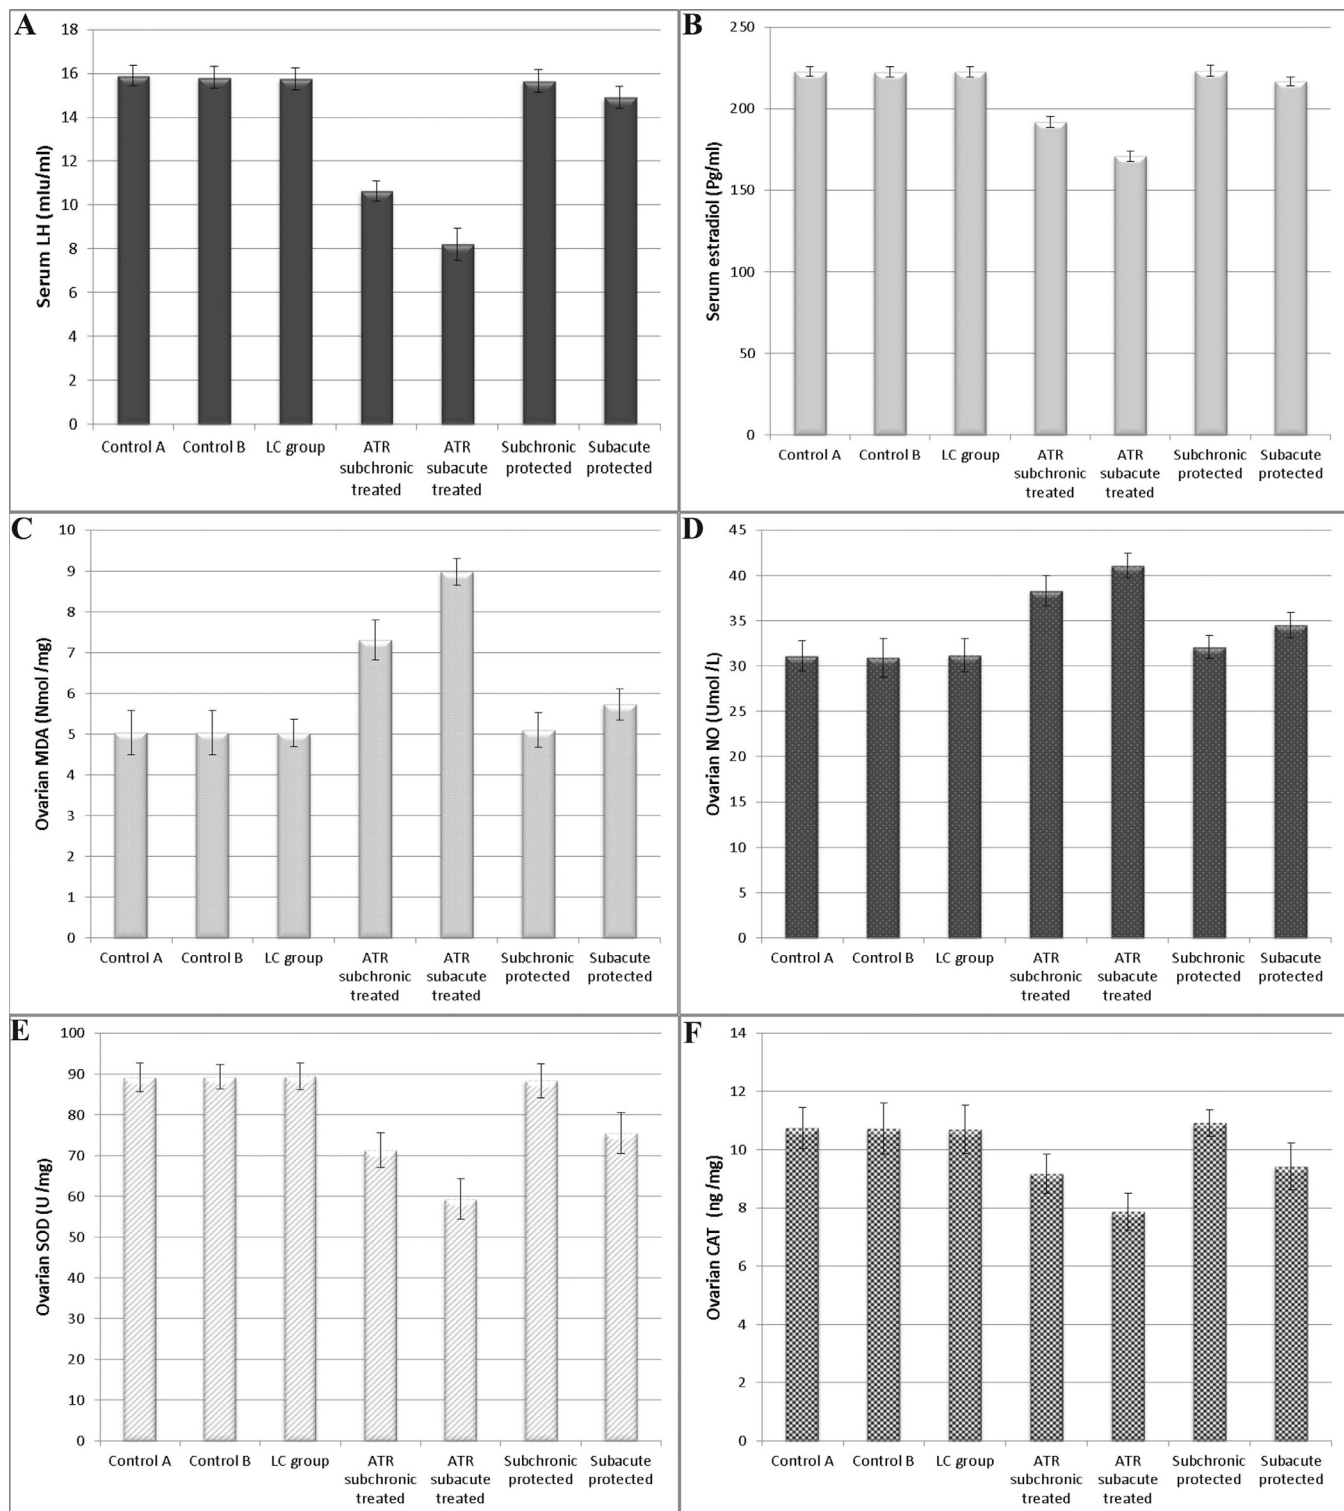 A
Serum LH (mIu/ml)
18
16
14
12
10
8
6
4
2
0
Control A Control B LC group ATR Subchronic Subacute
subchronic subacute protected protected
treated treated
B
Serum estradiol (Pg/ml)
250
200
150
100
50
0
Control A Control B LC group ATR ATR Subchronic Subacute
subchronic subacute protected protected
treated treated
C
Ovarian MDA (Nmol /mg)
10
9
8
7
6
5
4
3
2
1
0
Control A Control B LC group ATR ATR Subchronic Subacute
subchronic subacute protected protected
treated treated
D
Ovarian NO (Umol /L)
45
40
35
30
25
20
15
10
5
0
Control A Control B LC group ATR ATR Subchronic Subacute
subchronic subacute protected protected
treated treated
E
Ovarian SOD (U /mg)
100
90
80
70
60
50
40
30
20
10
0
Control A Control B LC group ATR ATR Subchronic Subacute
subchronic subacute protected protected
treated treated
F
Ovarian CAT (ng /mg)
14
12
10
8
6
4
2
0
Control A Control B LC group ATR ATR Subchronic Subacute
subchronic subacute protected protected
treated treated